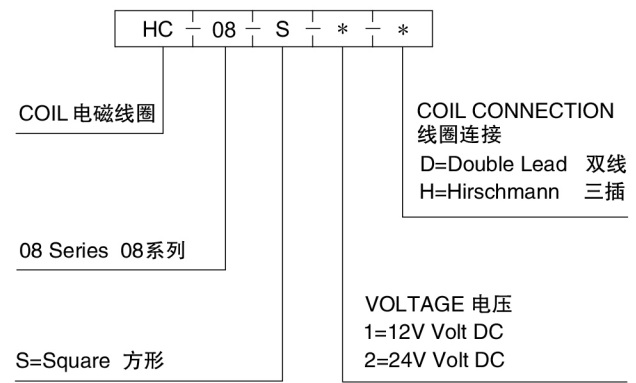 HC - 08 - S - * - *
COIL 电磁线圈
COIL CONNECTION
线圈连接
D=Double Lead 双线
H=Hirschmann 三插
08 Series 08系列
VOLTAGE 电压
1=12V Volt DC
2=24V Volt DC
S=Square 方形